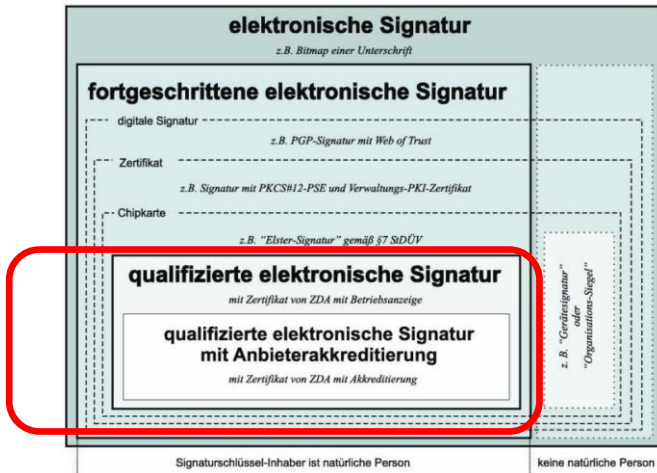 elektronische Signatur
z.B. Bitmap einer Unterschrift
fortgeschrittene elektronische Signatur
digitale Signatur
z.B. PGP-Signatur mit Web of Trust
Zertifikat
z.B. Signatur mit PKCS#12-PSE und Verwaltungs-PKI-Zertifikat
Chipkarte
z.B. "Elster-Signatur" gemäß §7 StDÜV
qualifizierte elektronische Signatur
mit Zertifikat von ZDA mit Betriebsanzeige
qualifizierte elektronische Signatur
mit Anbieterakkreditierung
mit Zertifikat von ZDA mit Akkreditierung
z. B. "Gerätesignatur"
oder
"Organisations-Siegel"
Signaturschlüssel-Inhaber ist natürliche Person
keine natürliche Person